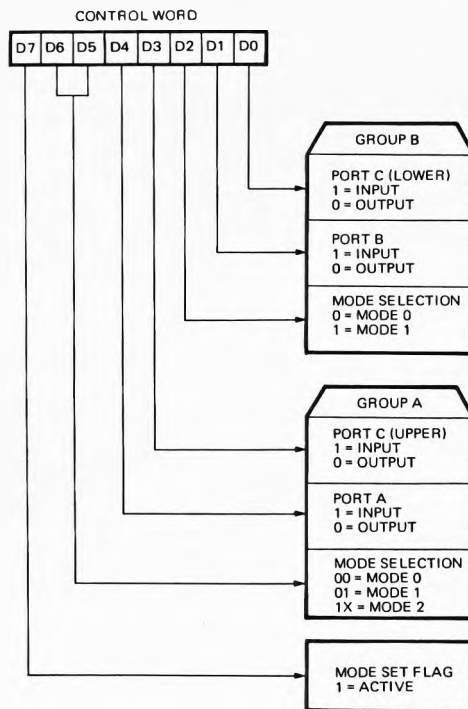 CONTROL WORD
D7 D6 D5 D4 D3 D2 D1 D0
GROUP B
PORT C (LOWER)
1 = INPUT
0 = OUTPUT
PORT B
1 = INPUT
0 = OUTPUT
MODE SELECTION
0 = MODE 0
1 = MODE 1
GROUP A
PORT C (UPPER)
1 = INPUT
0 = OUTPUT
PORT A
1 = INPUT
0 = OUTPUT
MODE SELECTION
00 = MODE 0
01 = MODE 1
1X = MODE 2
MODE SET FLAG
1 = ACTIVE